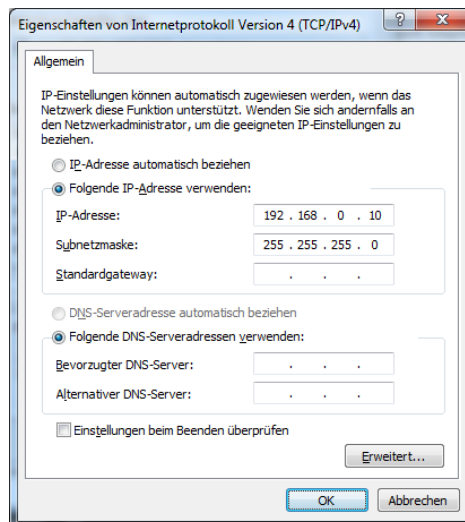 Eigenschaften von Internetprotokoll Version 4 (TCP/IPv4)
Allgemein
IP-Einstellungen können automatisch zugewiesen werden, wenn das
Netzwerk diese Funktion unterstützt. Wenden Sie sich andernfalls an
den Netzwerkadministrator, um die geeigneten IP-Einstellungen zu
beziehen.
IP-Adresse automatisch beziehen
Folgende IP-Adresse verwenden:
IP-Adresse: 192 . 168 . 0 . 10
Subnetzmaske: 255 . 255 . 255 . 0
Standardgateway: . . .
DNS-Serveradresse automatisch beziehen
Folgende DNS-Serveradressen verwenden:
Bevorzugter DNS-Server: . . .
Alternativer DNS-Server: . . .
Einstellungen beim Beenden überprüfen
Erweitert...
OK Abbrechen